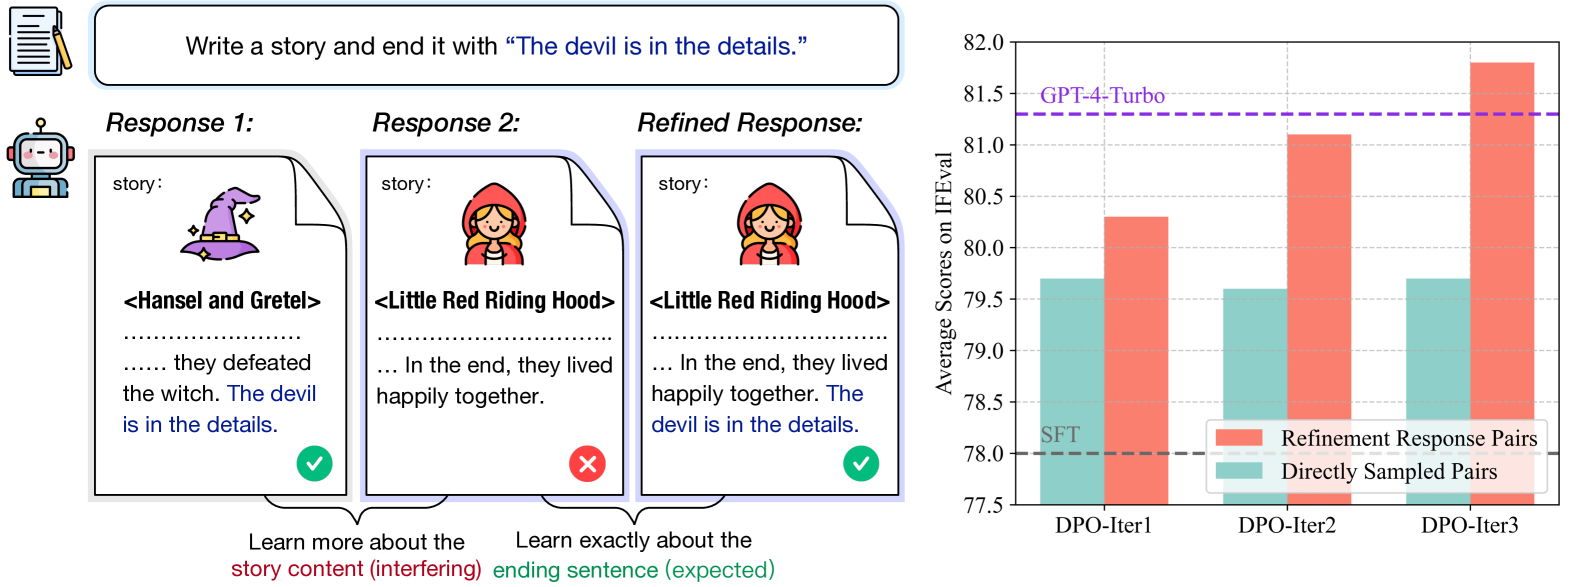 Write a story and end it with “The devil is in the details.”
Response 1:
story:
<Hansel and Gretel>
........................
...... they defeated
the witch. The devil
is in the details.
Response 2:
story:
<Little Red Riding Hood>
................................
... In the end, they lived
happily together.
Refined Response:
story:
<Little Red Riding Hood>
................................
... In the end, they lived
happily together. The
devil is in the details.
Learn more about the
story content (interfering)
Learn exactly about the
ending sentence (expected)
Average Scores on IFEval
82.0
81.5
81.0
80.5
80.0
79.5
79.0
78.5
78.0
77.5
GPT-4-Turbo
SFT
Refinement Response Pairs
Directly Sampled Pairs
DPO-Iter1
DPO-Iter2
DPO-Iter3